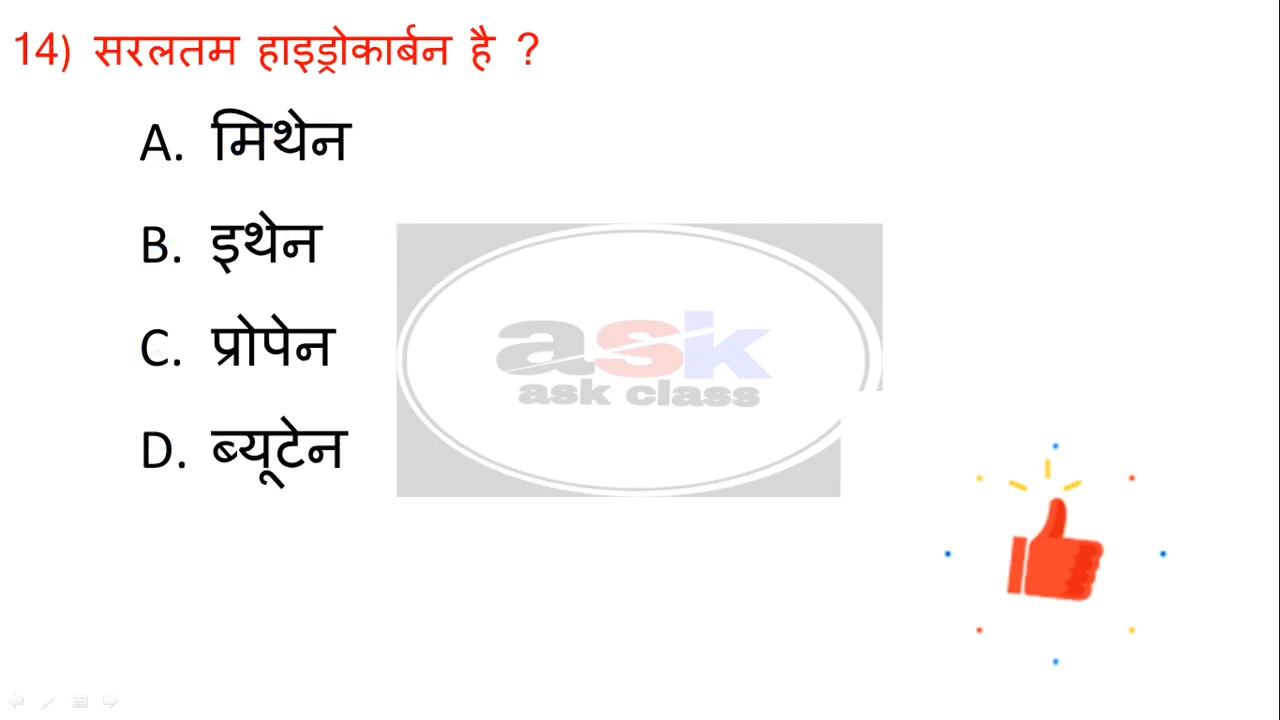 14) सरलतम हाइड्रोकार्बन है ?
A. मिथेन
B. इथेन
C. प्रोपेन
D. ब्यूटेन
ask
ask class